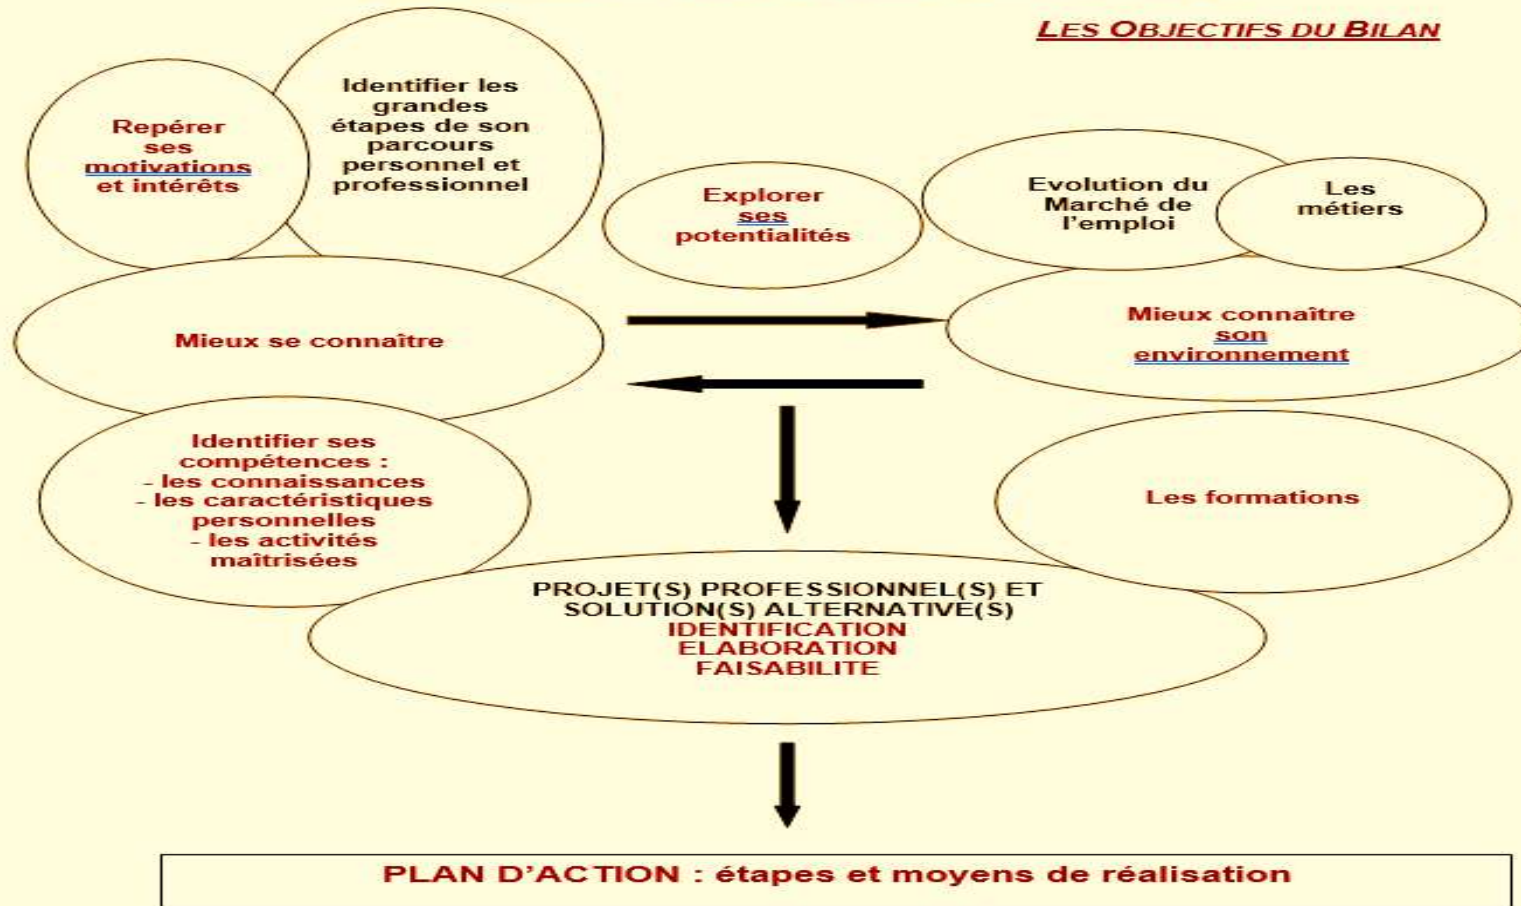 LES OBJECTIFS DU BILAN
Repérer
ses
motivations
et intérêts
Identifier les
grandes
étapes de son
parcours
personnel et
professionnel
Explorer
ses
potentialités
Evolution du
Marché de
l'emploi
Les
métiers
Mieux se connaître
Mieux connaître
son
environnement
Identifier ses
compétences :
- les connaissances
- les caractéristiques
personnelles
- les activités
maîtrisées
Les formations
PROJET(S) PROFESSIONNEL(S) ET
SOLUTION(S) ALTERNATIVE(S)
IDENTIFICATION
ELABORATION
FAISABILITE
PLAN D'ACTION : étapes et moyens de réalisation